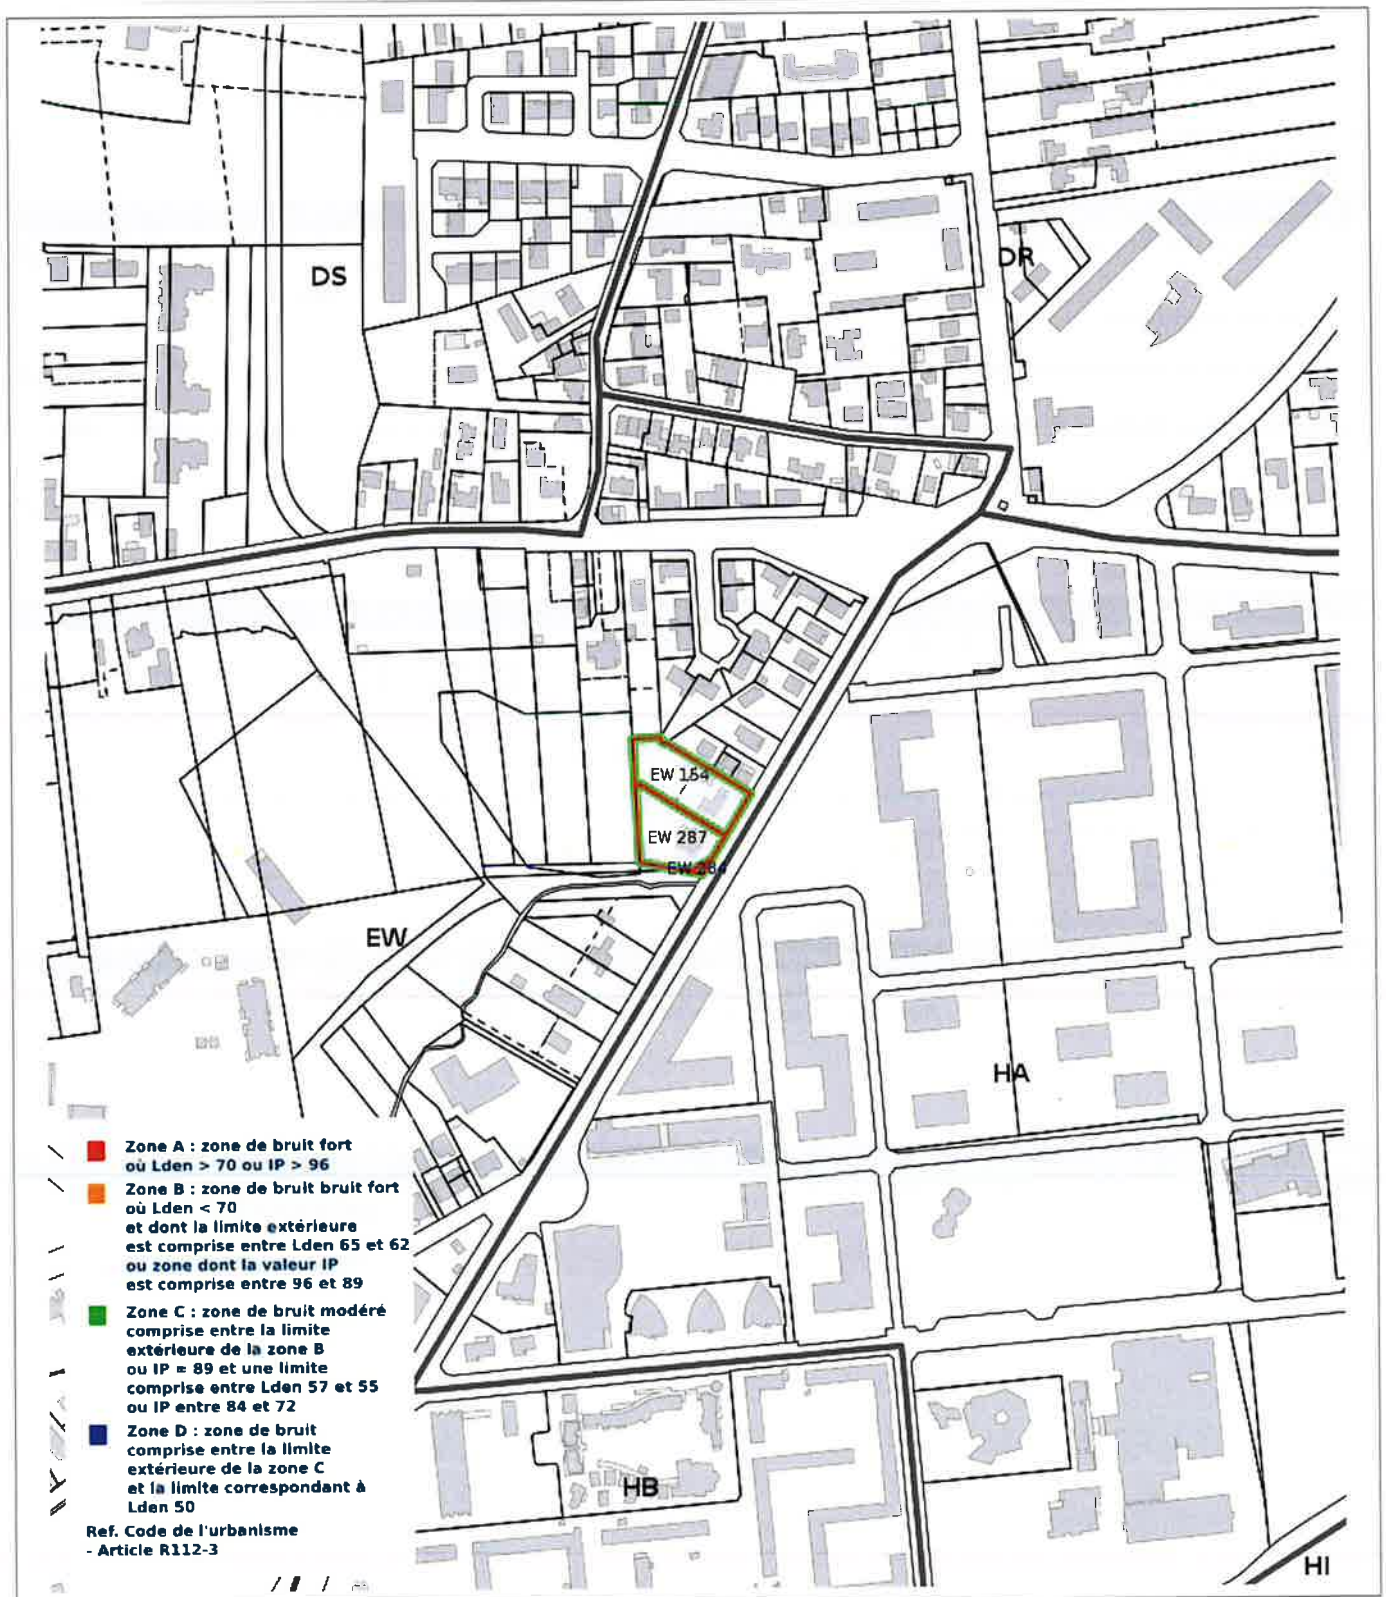 DS
DR
EW 154
EW 287
EW
HA
Zone A : zone de bruit fort
où Lden > 70 ou IP > 96
Zone B : zone de bruit bruit fort
où Lden < 70
et dont la limite extérieure
est comprise entre Lden 65 et 62
ou zone dont la valeur IP
est comprise entre 96 et 89
Zone C : zone de bruit modéré
comprise entre la limite
extérieure de la zone B
ou IP = 89 et une limite
comprise entre Lden 57 et 55
ou IP entre 84 et 72
Zone D : zone de bruit
comprise entre la limite
extérieure de la zone C
et la limite correspondant à
Lden 50
Ref. Code de l'urbanisme
- Article R112-3
HB
HI